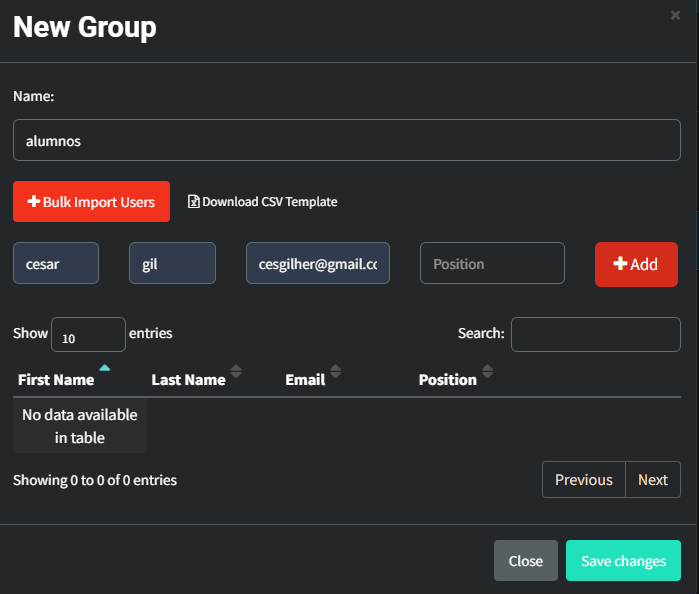 New Group
×
Name:
alumnos
Bulk Import Users
Download CSV Template
cesar
gil
cesgilher@gmail.cc
Position
Add
Show 10 entries
Search:
First Name
Last Name
Email
Position
No data available
in table
Showing 0 to 0 of 0 entries
Previous
Next
Close
Save changes